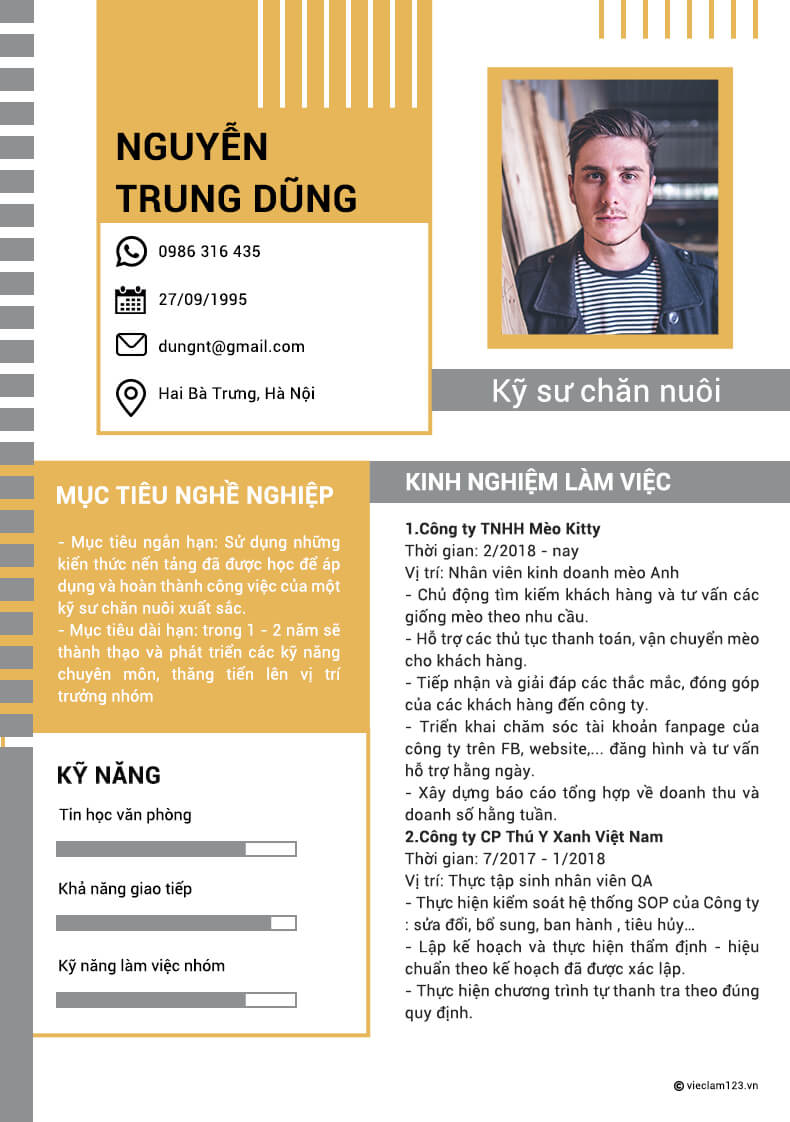 NGUYỄN
TRUNG DŨNG
0986 316 435
27/09/1995
dungnt@gmail.com
Hai Bà Trưng, Hà Nội
Kỹ sư chăn nuôi
MỤC TIÊU NGHỀ NGHIỆP
- Mục tiêu ngắn hạn: Sử dụng những
kiến thức nến tảng đã được học để áp
dụng và hoàn thành công việc của một
kỹ sư chăn nuôi xuất sắc.
- Mục tiêu dài hạn: trong 1 - 2 năm sẽ
thành thạo và phát triển các kỹ năng
chuyên môn, thăng tiến lên vị trí
trưởng nhóm
KỸ NĂNG
Tin học văn phòng
Khả năng giao tiếp
Kỹ năng làm việc nhóm
KINH NGHIỆM LÀM VIỆC
1.Công ty TNHH Mèo Kitty
Thời gian: 2/2018 - nay
Vị trí: Nhân viên kinh doanh mèo Anh
- Chủ động tìm kiếm khách hàng và tư vấn các
giống mèo theo nhu cầu.
- Hỗ trợ các thủ tục thanh toán, vận chuyển mèo
cho khách hàng.
- Tiếp nhận và giải đáp các thắc mắc, đóng góp
của các khách hàng đến công ty.
- Triển khai chăm sóc tài khoản fanpage của
công ty trên FB, website,... đăng hình và tư vấn
hỗ trợ hằng ngày.
- Xây dựng báo cáo tổng hợp về doanh thu và
doanh số hằng tuần.
2.Công ty CP Thú Y Xanh Việt Nam
Thời gian: 7/2017 - 1/2018
Vị trí: Thực tập sinh nhân viên QA
- Thực hiện kiểm soát hệ thống SOP của Công ty
: sửa đổi, bổ sung, ban hành , tiêu hủy...
- Lập kế hoạch và thực hiện thẩm định - hiệu
chuẩn theo kế hoạch đã được xác lập.
- Thực hiện chương trình tự thanh tra theo đúng
quy định.
© vieclam123.vn